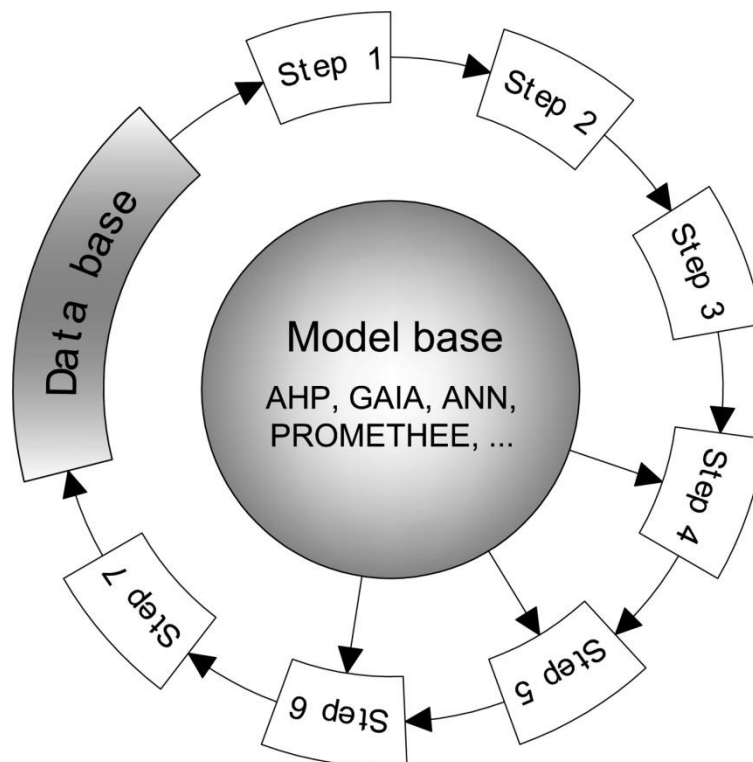 Step 1
Step 2
Step 3
Step 4
Step 5
Step 6
Step 7
Data base
Model base
AHP, GAIA, ANN,
PROMETHEE, ...